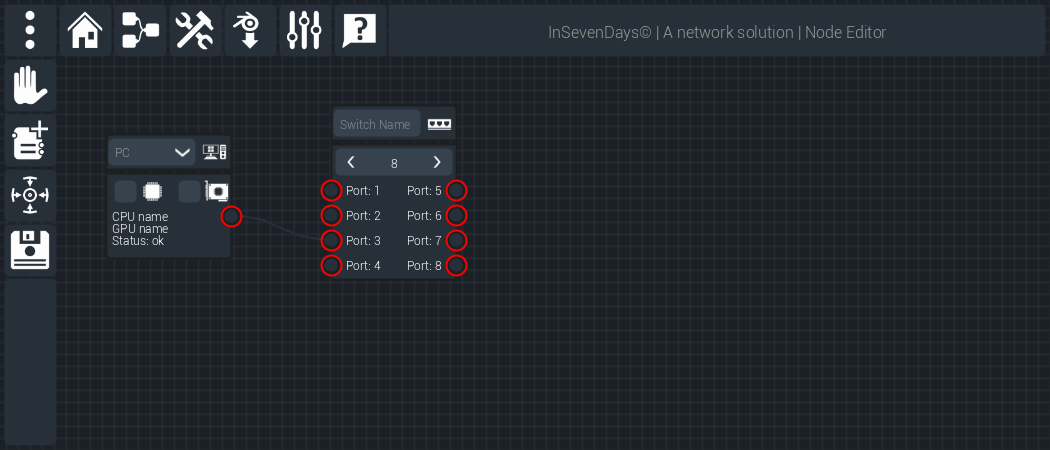 InSevenDays© | A network solution | Node Editor
PC
CPU name
GPU name
Status: ok
Switch Name
8
Port: 1 Port: 5
Port: 2 Port: 6
Port: 3 Port: 7
Port: 4 Port: 8